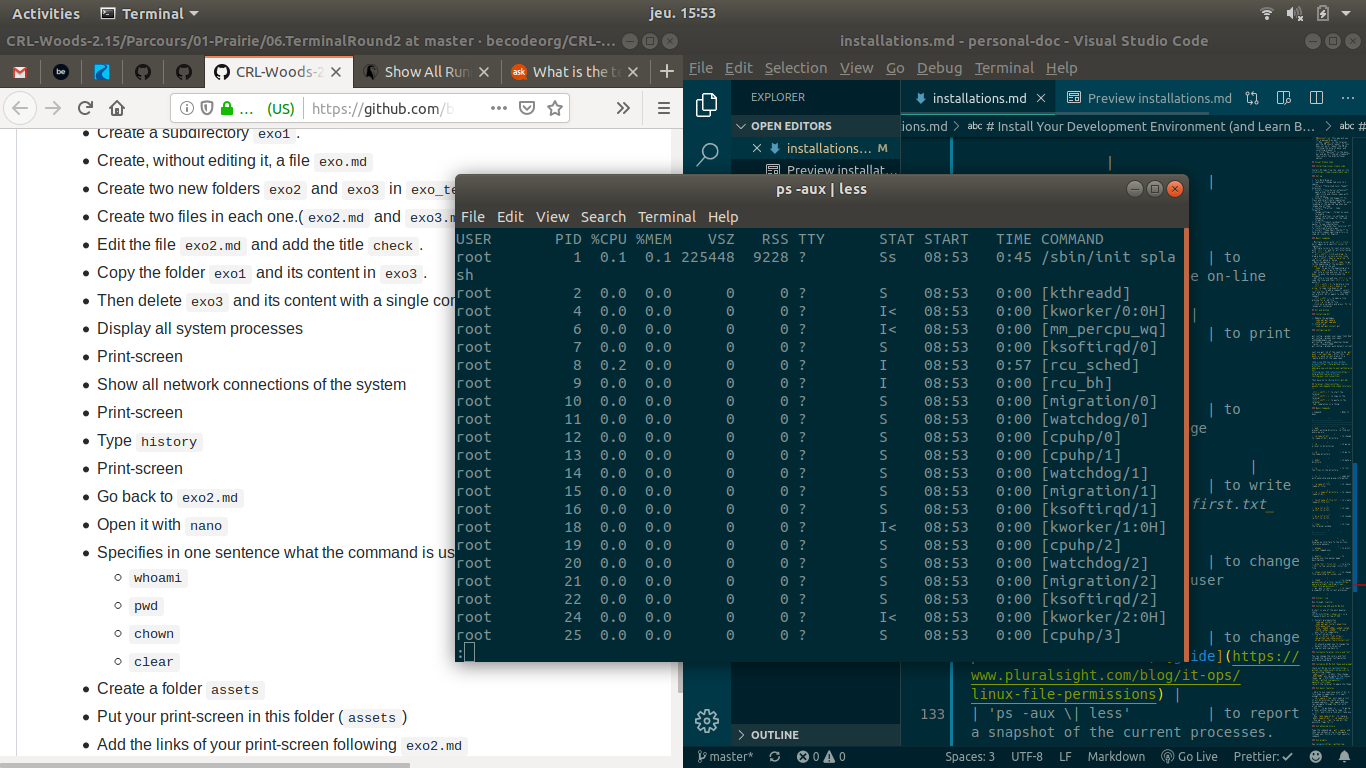 Activities
Terminal
jeu. 15:53
CRL-Woods-2.15/Parcours/01-Prairie/06.TerminalRound2 at master · becodeorg/CRL-...
be
CRL-Woods-2
Show All Run
ask What is the te
... (US) https://github.com/b
Create a subdirectory exo1 .
Create, without editing it, a file exo.md
Create two new folders exo2 and exo3 in exo_te
Create two files in each one.( exo2.md and exo3.m
Edit the file exo2.md and add the title check .
Copy the folder exo1 and its content in exo3 .
Then delete exo3 and its content with a single con
Display all system processes
Print-screen
Show all network connections of the system
Print-screen
Type history
Print-screen
Go back to exo2.md
Open it with nano
Specifies in one sentence what the command is us
whoami
pwd
chown
clear
Create a folder assets
Put your print-screen in this folder ( assets )
Add the links of your print-screen following exo2.md
installations.md - personal-doc - Visual Studio Code
File Edit Selection View Go Debug Terminal Help
EXPLORER
OPEN EDITORS
installations... M
Preview installat...
OUTLINE
installations.md
Preview installations.md
ions.md > abc # Install Your Development Environment (and Learn B... > abc #
|
|
| to
e on-line
|
| to print
| to
ge
|
| to write
first.txt_
| to change
user
| to change
ide](https://
www.pluralsight.com/blog/it-ops/
linux-file-permissions) |
133 | 'ps -aux \| less' | to report
a snapshot of the current processes.
ps -aux | less
File Edit View Search Terminal Help
USER PID %CPU %MEM VSZ RSS TTY STAT START TIME COMMAND
root 1 0.1 0.1 225448 9228 ? Ss 08:53 0:45 /sbin/init spla
sh
root 2 0.0 0.0 0 0 ? S 08:53 0:00 [kthreadd]
root 4 0.0 0.0 0 0 ? I< 08:53 0:00 [kworker/0:0H]
root 6 0.0 0.0 0 0 ? I< 08:53 0:00 [mm_percpu_wq]
root 7 0.0 0.0 0 0 ? S 08:53 0:00 [ksoftirqd/0]
root 8 0.2 0.0 0 0 ? I 08:53 0:57 [rcu_sched]
root 9 0.0 0.0 0 0 ? I 08:53 0:00 [rcu_bh]
root 10 0.0 0.0 0 0 ? S 08:53 0:00 [migration/0]
root 11 0.0 0.0 0 0 ? S 08:53 0:00 [watchdog/0]
root 12 0.0 0.0 0 0 ? S 08:53 0:00 [cpuhp/0]
root 13 0.0 0.0 0 0 ? S 08:53 0:00 [cpuhp/1]
root 14 0.0 0.0 0 0 ? S 08:53 0:00 [watchdog/1]
root 15 0.0 0.0 0 0 ? S 08:53 0:00 [migration/1]
root 16 0.0 0.0 0 0 ? S 08:53 0:00 [ksoftirqd/1]
root 18 0.0 0.0 0 0 ? I< 08:53 0:00 [kworker/1:0H]
root 19 0.0 0.0 0 0 ? S 08:53 0:00 [cpuhp/2]
root 20 0.0 0.0 0 0 ? S 08:53 0:00 [watchdog/2]
root 21 0.0 0.0 0 0 ? S 08:53 0:00 [migration/2]
root 22 0.0 0.0 0 0 ? S 08:53 0:00 [ksoftirqd/2]
root 24 0.0 0.0 0 0 ? I< 08:53 0:00 [kworker/2:0H]
root 25 0.0 0.0 0 0 ? S 08:53 0:00 [cpuhp/3]
:
master* 0 0 Spaces: 3 UTF-8 LF Markdown Go Live Prettier: ✓